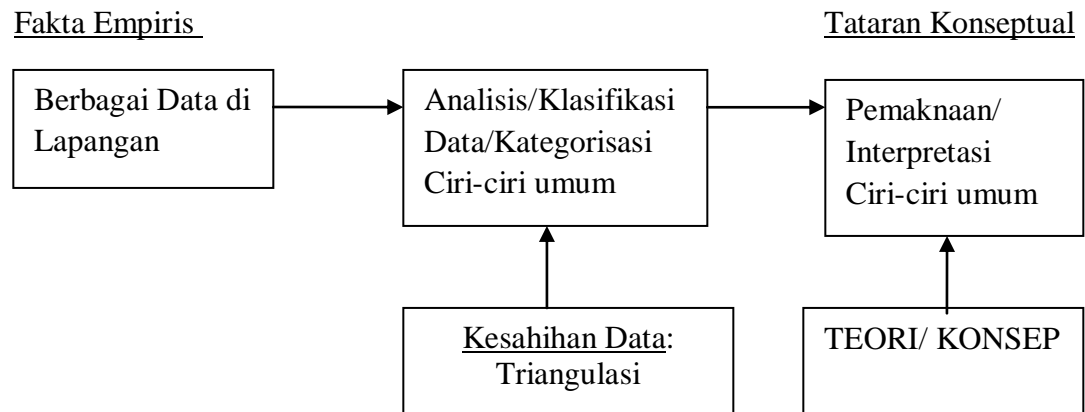 Fakta Empiris
Tataran Konseptual
Berbagai Data di
Lapangan
Analisis/Klasifikasi
Data/Kategorisasi
Ciri-ciri umum
Pemaknaan/
Interpretasi
Ciri-ciri umum
Kesahihan Data:
Triangulasi
TEORI/ KONSEP